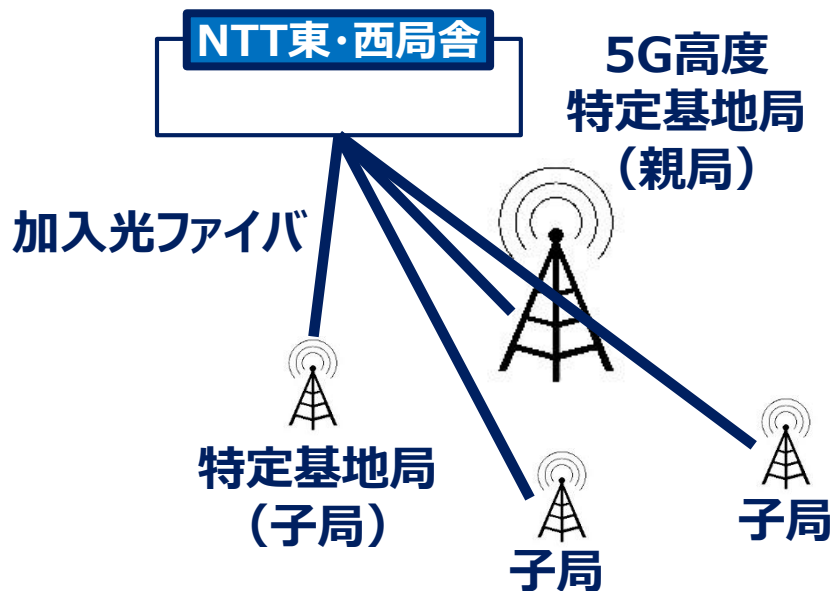 NTT東・西局舎
5G高度
特定基地局
（親局）
加入光ファイバ
特定基地局
（子局）
子局
子局